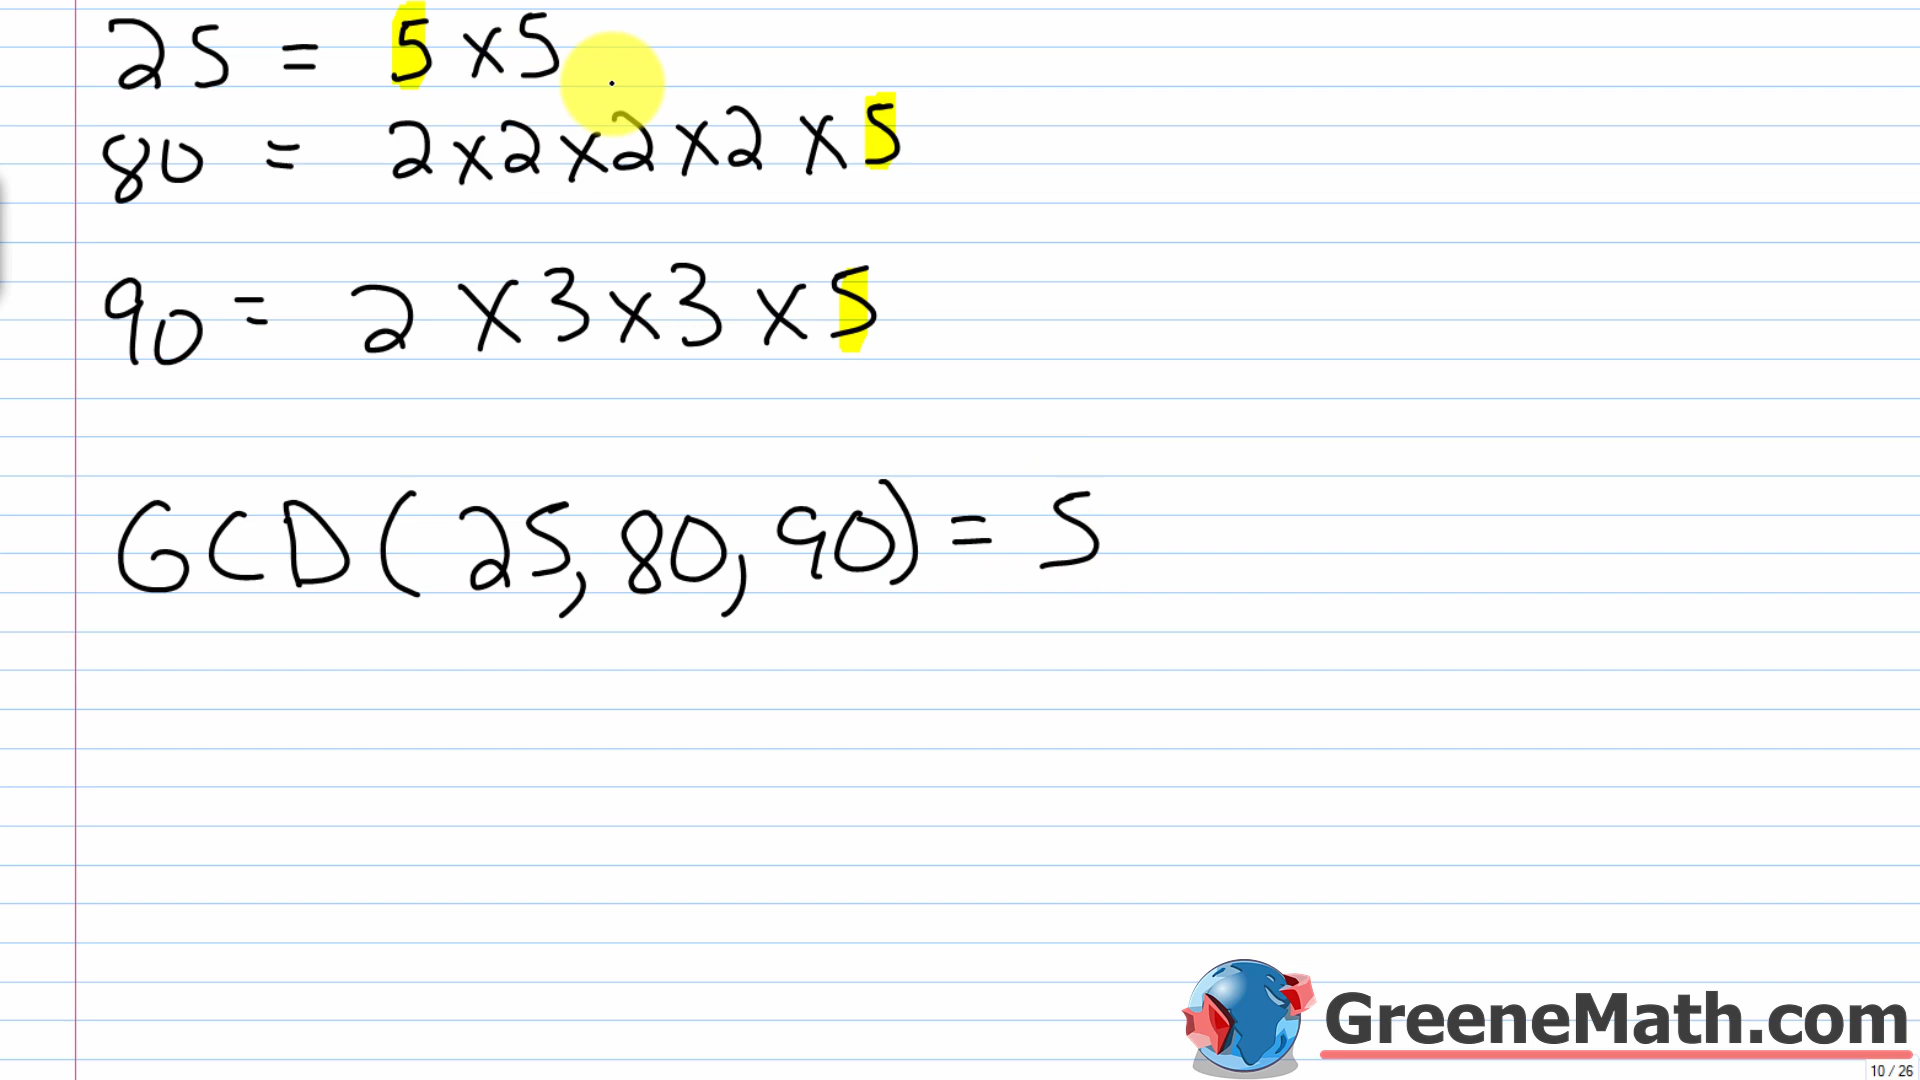 25 = 5 x 5
80 = 2 x 2 x 2 x 2 x 5
90 = 2 x 3 x 3 x 5
GCD(25, 80, 90) = 5
GreeneMath.com
10 / 26